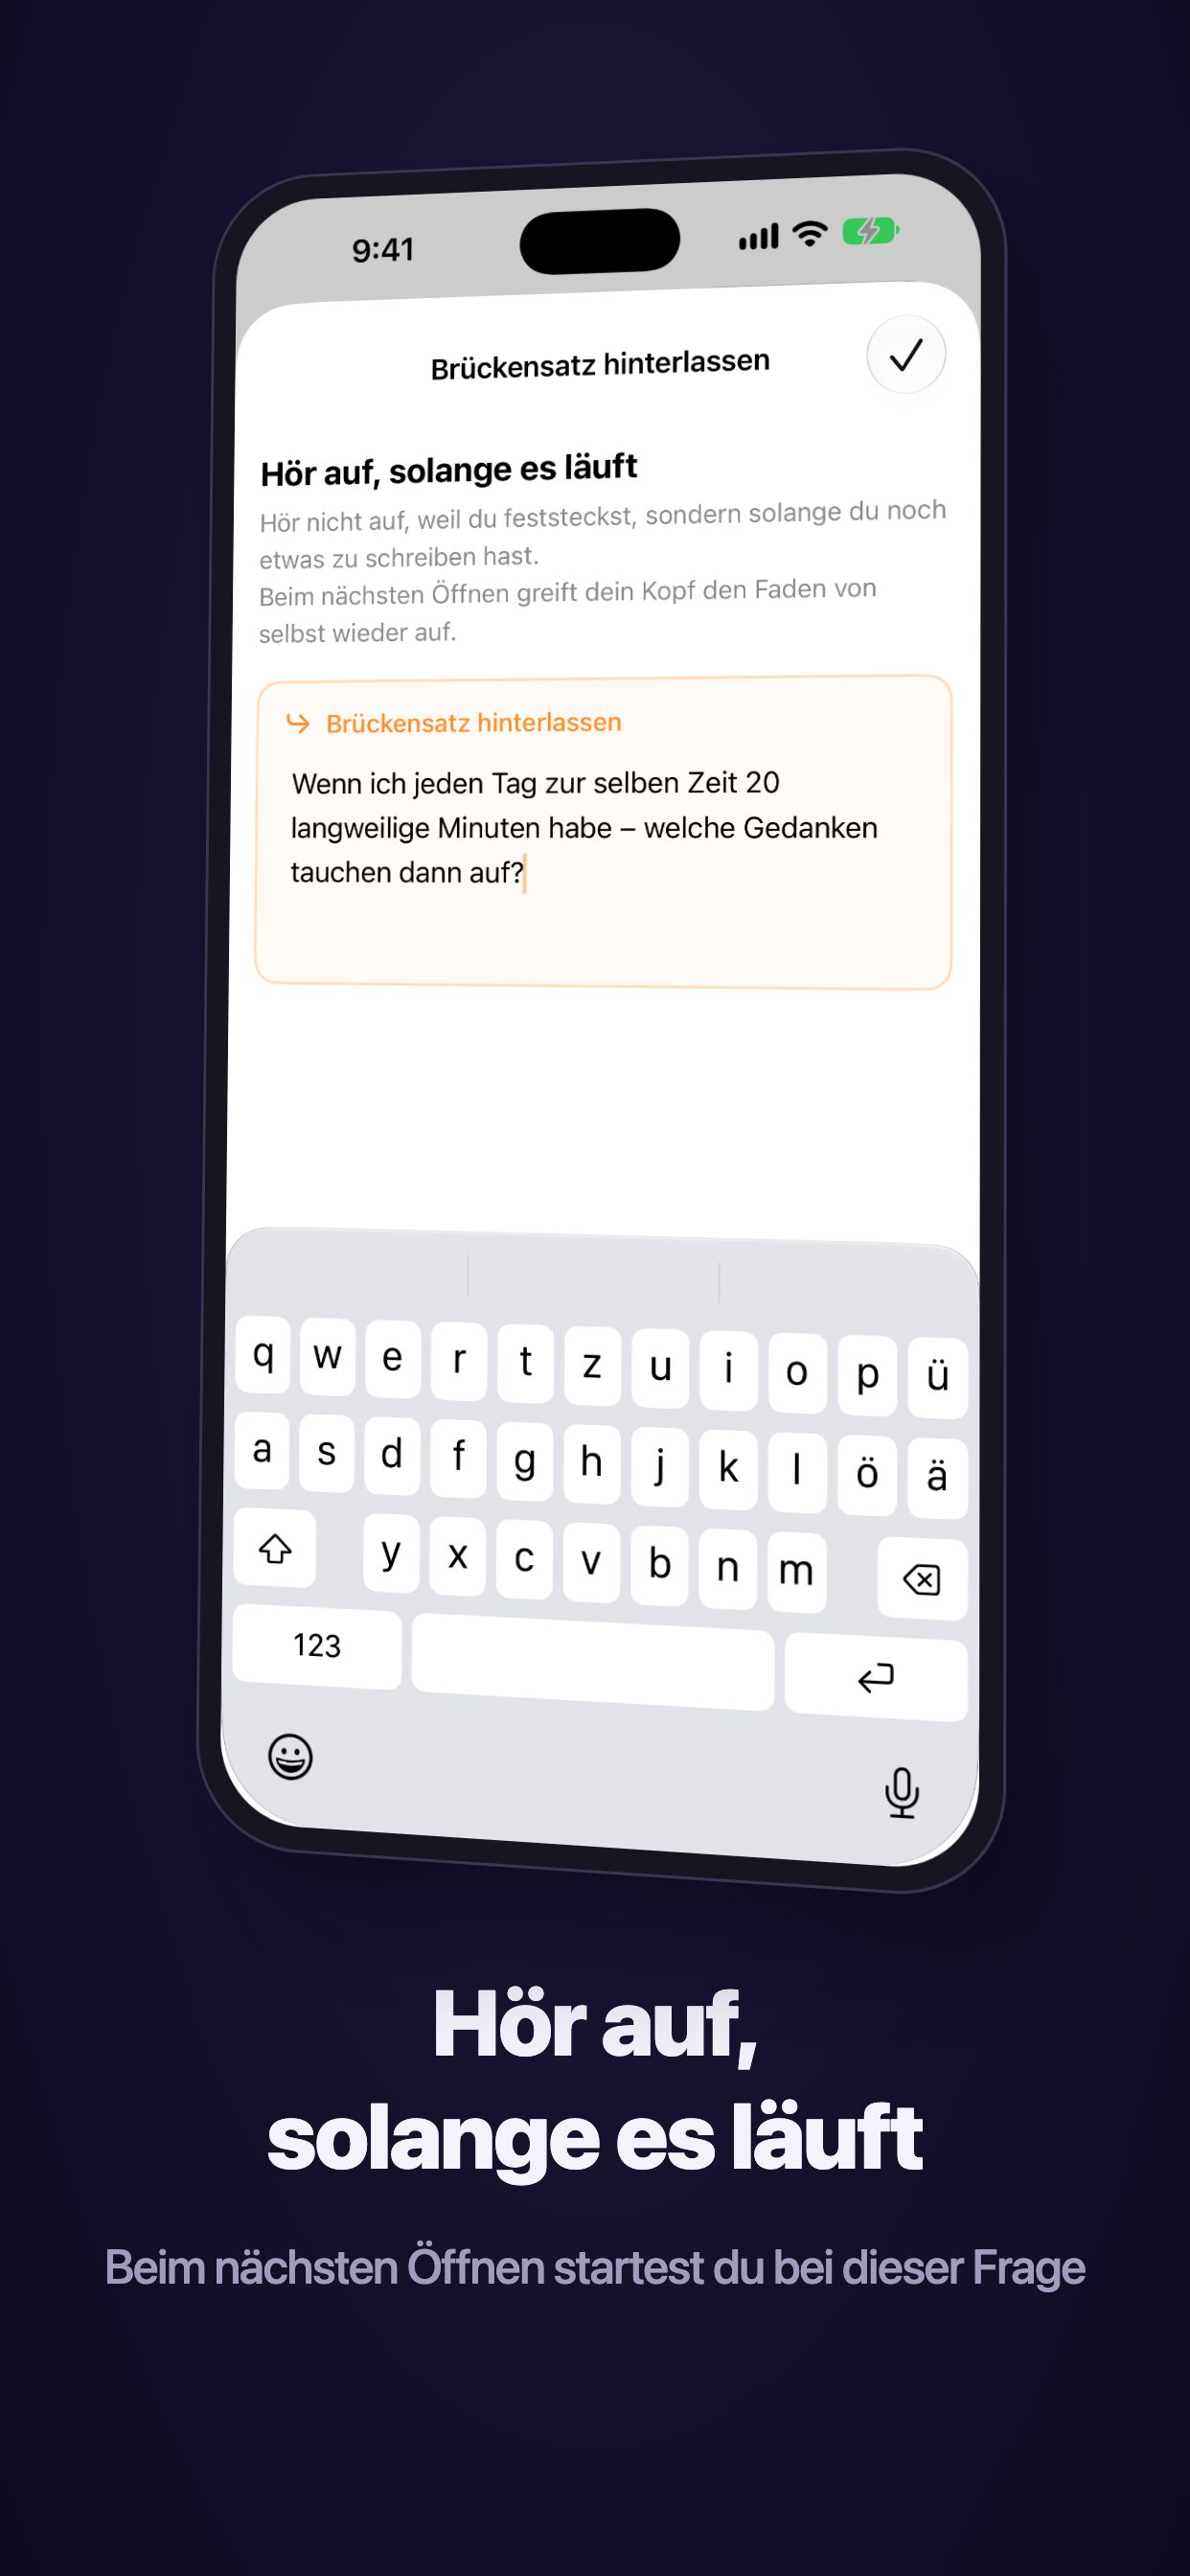 9:41
Brückensatz hinterlassen
Hör auf, solange es läuft
Hör nicht auf, weil du feststeckst, sondern solange du noch
etwas zu schreiben hast.
Beim nächsten Öffnen greift dein Kopf den Faden von
selbst wieder auf.
Brückensatz hinterlassen
Wenn ich jeden Tag zur selben Zeit 20
langweilige Minuten habe – welche Gedanken
tauchen dann auf?
q w e r t z u i o p ü
a s d f g h j k l ö ä
y x c v b n m
123
Hör auf,
solange es läuft
Beim nächsten Öffnen startest du bei dieser Frage